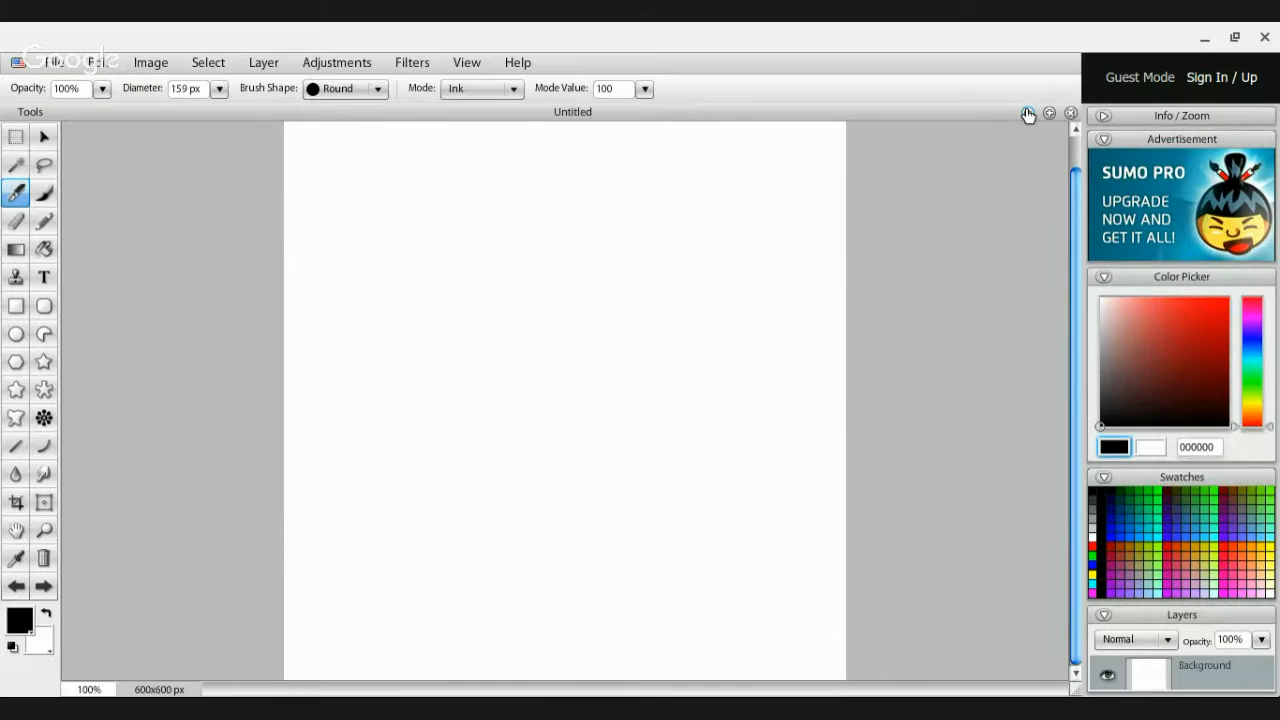 Google
Image Select Layer Adjustments Filters View Help
Opacity: 100% Diameter: 159 px Brush Shape: Round Mode: Ink Mode Value: 100
Guest Mode Sign In / Up
Tools
Untitled
Info / Zoom
Advertisement
SUMO PRO
UPGRADE
NOW AND
GET IT ALL!
Color Picker
000000
Swatches
Layers
Normal Opacity: 100%
Background
100% 600x600 px